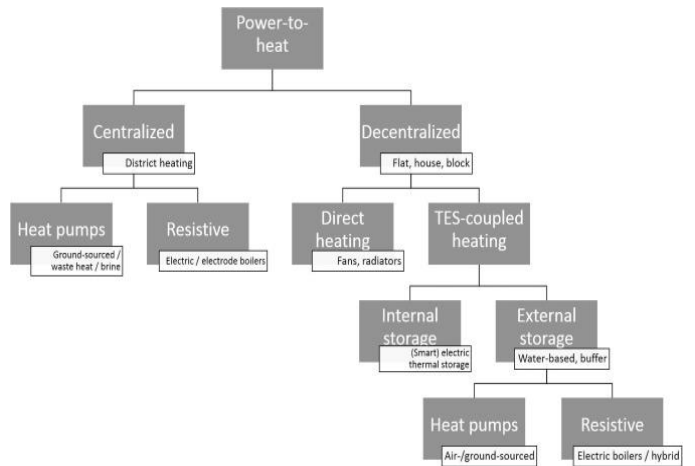 Power-to-
heat
Centralized
District heating
Decentralized
Flat, house, block
Heat pumps
Ground-sourced /
waste heat / brine
Resistive
Electric / electrode boilers
Direct
heating
Fans, radiators
TES-coupled
heating
Internal
storage
(Smart) electric
thermal storage
External
storage
Water-based, buffer
Heat pumps
Air-/ground-sourced
Resistive
Electric boilers / hybrid